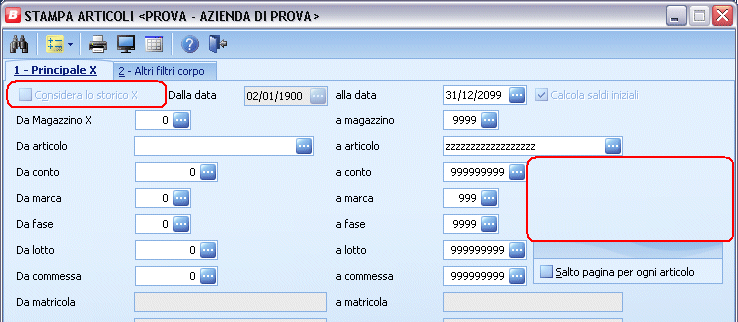 STAMPA ARTICOLI <PROVA - AZIENDA DI PROVA>
1 - Principale X 2 - Altri filtri corpo
Considera lo storico X Dalla data 02/01/1900 alla data 31/12/2099 Calcola saldi iniziali
Da Magazzino X 0 a magazzino 9999
Da articolo a articolo zzzzzzzzzzzzzzzzzz
Da conto 0 a conto 999999999
Da marca 0 a marca 999
Da fase 0 a fase 9999
Da lotto 0 a lotto 999999999
Da commessa 0 a commessa 999999999 Salto pagina per ogni articolo
Da matricola a matricola